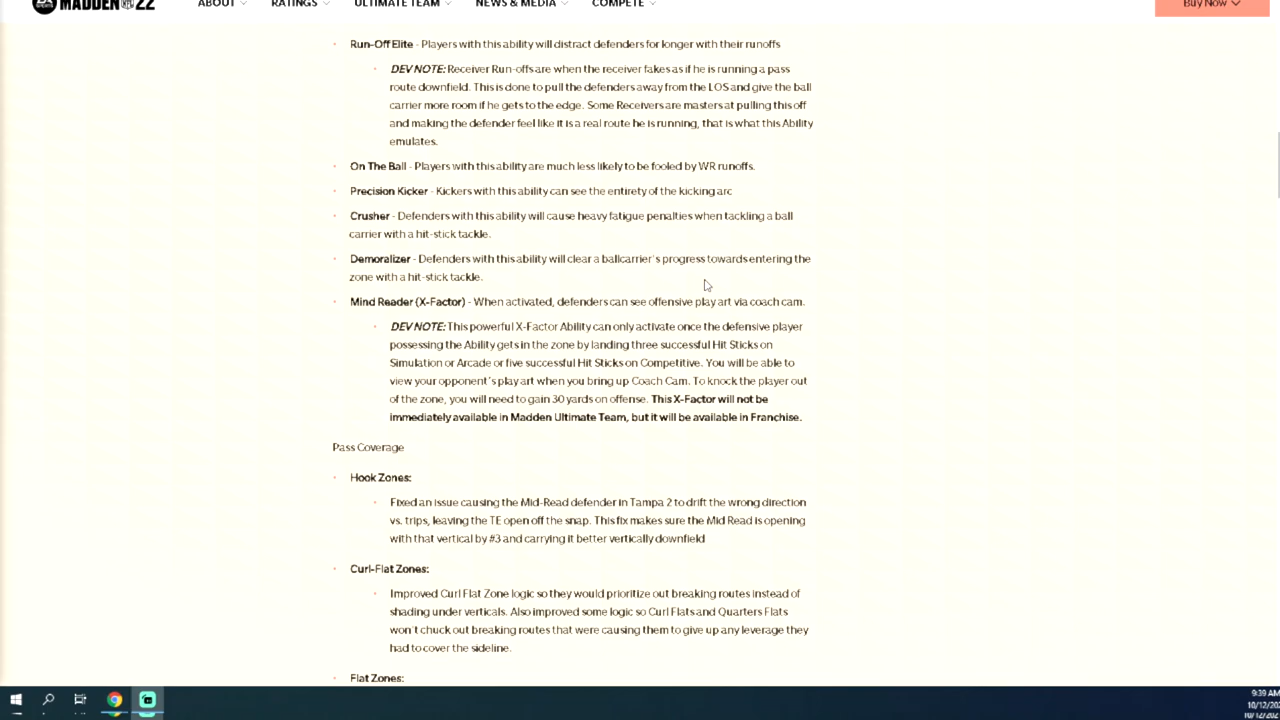 MADDEN NFL 22
ABOUT
RATINGS
ULTIMATE TEAM
NEWS & MEDIA
COMPETE
Buy Now
Run-Off Elite - Players with this ability will distract defenders for longer with their runoffs
DEV NOTE: Receiver Run-offs are when the receiver fakes as if he is running a pass
route downfield. This is done to pull the defenders away from the LOS and give the ball
carrier more room if he gets to the edge. Some Receivers are masters at pulling this off
and making the defender feel like it is a real route he is running, that is what this Ability
emulates.
On The Ball - Players with this ability are much less likely to be fooled by WR runoffs.
Precision Kicker - Kickers with this ability can see the entirety of the kicking arc
Crusher - Defenders with this ability will cause heavy fatigue penalties when tackling a ball
carrier with a hit-stick tackle.
Demoralizer - Defenders with this ability will clear a ballcarrier's progress towards entering the
zone with a hit-stick tackle.
Mind Reader (X-Factor) - When activated, defenders can see offensive play art via coach cam.
DEV NOTE: This powerful X-Factor Ability can only activate once the defensive player
possessing the Ability gets in the zone by landing three successful Hit Sticks on
Simulation or Arcade or five successful Hit Sticks on Competitive. You will be able to
view your opponent's play art when you bring up Coach Cam. To knock the player out
of the zone, you will need to gain 30 yards on offense. This X-Factor will not be
immediately available in Madden Ultimate Team, but it will be available in Franchise.
Pass Coverage
Hook Zones:
Fixed an issue causing the Mid-Read defender in Tampa 2 to drift the wrong direction
vs. trips, leaving the TE open off the snap. This fix makes sure the Mid Read is opening
with that vertical by #3 and carrying it better vertically downfield
Curl-Flat Zones:
Improved Curl Flat Zone logic so they would prioritize out breaking routes instead of
shading under verticals. Also improved some logic so Curl Flats and Quarters Flats
won't chuck out breaking routes that were causing them to give up any leverage they
had to cover the sideline.
Flat Zones:
9:39 AM
10/12/202